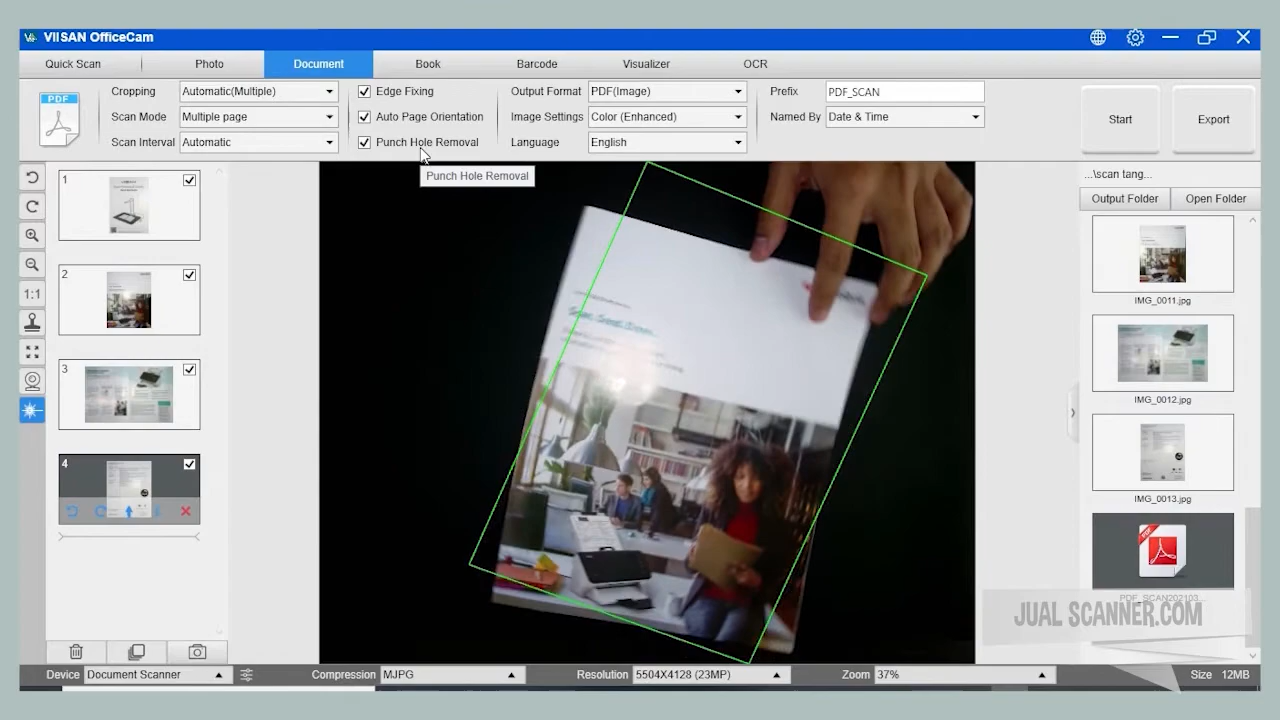 VIISAN OfficeCam
Quick Scan
Photo
Document
Book
Barcode
Visualizer
OCR
PDF
Cropping
Automatic(Multiple)
Scan Mode
Multiple page
Scan Interval
Automatic
Edge Fixing
Auto Page Orientation
Punch Hole Removal
Output Format
PDF(Image)
Image Settings
Color (Enhanced)
Language
English
Prefix
PDF_SCAN
Named By
Date & Time
Start
Export
Punch Hole Removal
1
2
3
4
1:1
...\scan tang...
Output Folder
Open Folder
IMG_0011.jpg
IMG_0012.jpg
IMG_0013.jpg
PDF_SCAN202103...
JUAL SCANNER.COM
Device
Document Scanner
Compression
MJPG
Resolution
5504X4128 (23MP)
Zoom
37%
Size
12MB